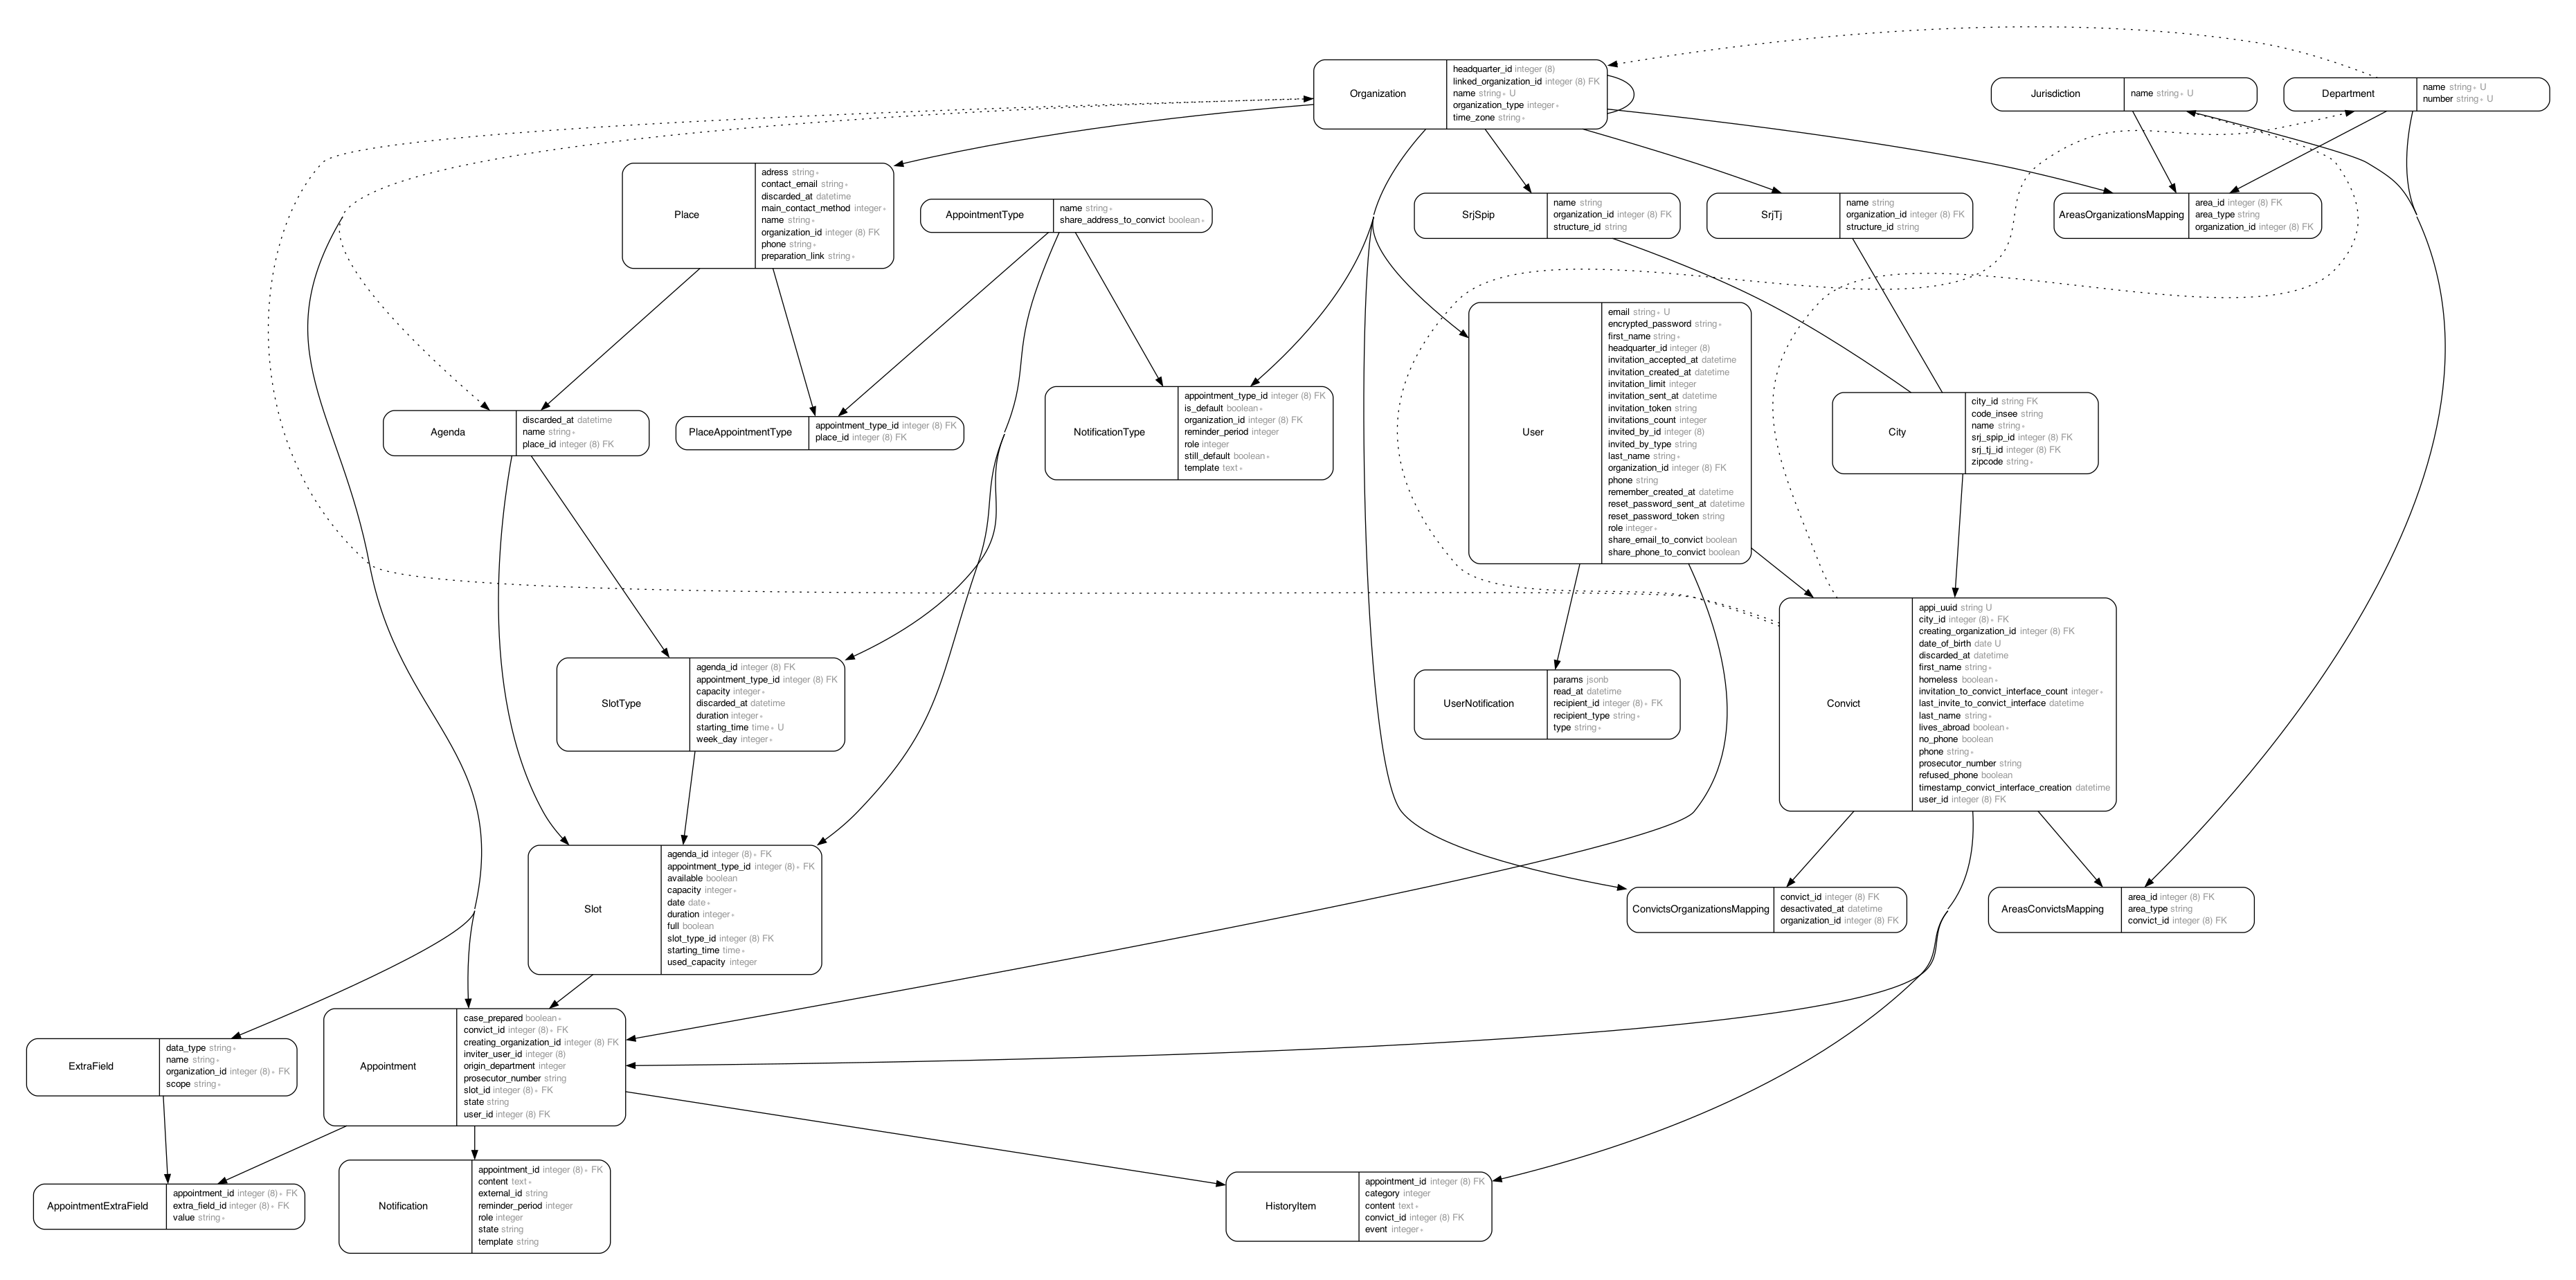 Organization
headquarter_id integer (8)
linked_organization_id integer (8) FK
name string∗ U
organization_type integer∗
time_zone string∗
Jurisdiction
name string∗ U
Department
name string∗ U
number string∗ U
Place
adress string∗
contact_email string∗
discarded_at datetime
main_contact_method integer∗
name string∗
organization_id integer (8) FK
phone string∗
preparation_link string∗
AppointmentType
name string∗
share_address_to_convict boolean∗
SrjSpip
name string
organization_id integer (8) FK
structure_id string
SrjTj
name string
organization_id integer (8) FK
structure_id string
AreasOrganizationsMapping
area_id integer (8) FK
area_type string
organization_id integer (8) FK
Agenda
discarded_at datetime
name string∗
place_id integer (8) FK
PlaceAppointmentType
appointment_type_id integer (8) FK
place_id integer (8) FK
NotificationType
appointment_type_id integer (8) FK
is_default boolean∗
organization_id integer (8) FK
reminder_period integer
role integer
still_default boolean∗
template text∗
User
email string∗ U
encrypted_password string∗
first_name string∗
headquarter_id integer (8)
invitation_accepted_at datetime
invitation_created_at datetime
invitation_limit integer
invitation_sent_at datetime
invitation_token string
invitations_count integer
invited_by_id integer (8)
invited_by_type string
last_name string∗
organization_id integer (8) FK
phone string
remember_created_at datetime
reset_password_sent_at datetime
reset_password_token string
role integer∗
share_email_to_convict boolean
share_phone_to_convict boolean
City
city_id string FK
code_insee string
name string∗
srj_spip_id integer (8) FK
srj_tj_id integer (8) FK
zipcode string∗
SlotType
agenda_id integer (8) FK
appointment_type_id integer (8) FK
capacity integer∗
discarded_at datetime
duration integer∗
starting_time time∗ U
week_day integer∗
UserNotification
params jsonb
read_at datetime
recipient_id integer (8)∗ FK
recipient_type string∗
type string∗
Convict
appi_uuid string U
city_id integer (8)∗ FK
creating_organization_id integer (8) FK
date_of_birth date U
discarded_at datetime
first_name string∗
homeless boolean∗
invitation_to_convict_interface_count integer∗
last_invite_to_convict_interface datetime
last_name string∗
lives_abroad boolean∗
no_phone boolean
phone string∗
prosecutor_number string
refused_phone boolean
timestamp_convict_interface_creation datetime
user_id integer (8) FK
Slot
agenda_id integer (8)∗ FK
appointment_type_id integer (8)∗ FK
available boolean
capacity integer∗
date date∗
duration integer∗
full boolean
slot_type_id integer (8) FK
starting_time time∗
used_capacity integer
ConvictsOrganizationsMapping
convict_id integer (8) FK
desactivated_at datetime
organization_id integer (8) FK
AreasConvictsMapping
area_id integer (8) FK
area_type string
convict_id integer (8) FK
ExtraField
data_type string∗
name string∗
organization_id integer (8)∗ FK
scope string∗
Appointment
case_prepared boolean∗
convict_id integer (8)∗ FK
creating_organization_id integer (8) FK
inviter_user_id integer (8)
origin_department integer
prosecutor_number string
slot_id integer (8)∗ FK
state string
user_id integer (8) FK
AppointmentExtraField
appointment_id integer (8)∗ FK
extra_field_id integer (8)∗ FK
value string∗
Notification
appointment_id integer (8)∗ FK
content text∗
external_id string
reminder_period integer
role integer
state string
template string
HistoryItem
appointment_id integer (8) FK
category integer
content text∗
convict_id integer (8) FK
event integer∗